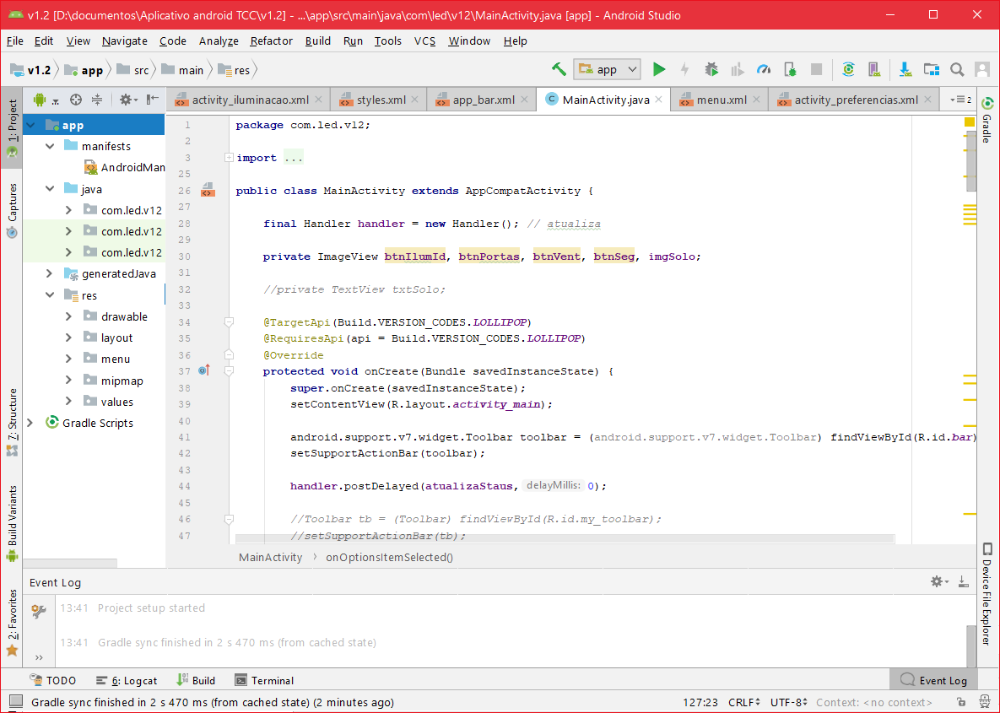 v1.2 [D:\documentos\Aplicativo android TCC\v1.2] - ...\app\src\main\java\com\led\v12\MainActivity.java [app] - Android Studio
File Edit View Navigate Code Analyze Refactor Build Run Tools VCS Window Help
v1.2 app src main res app
1: Project
Captures
7: Structure
Build Variants
2: Favorites
app
manifests
AndroidMan
java
com.led.v12
com.led.v12
com.led.v12
generatedJava
res
drawable
layout
menu
mipmap
values
Gradle Scripts
activity_iluminacao.xml styles.xml app_bar.xml MainActivity.java menu.xml activity_preferencias.xml 2
1 package com.led.v12;
2
3 import ...
25
26 public class MainActivity extends AppCompatActivity {
27
28 final Handler handler = new Handler(); // atualiza
29
30 private ImageView btnIlumId, btnPortas, btnVent, btnSeg, imgSolo;
31
32 //private TextView txtSolo;
33
34 @TargetApi(Build.VERSION_CODES.LOLLIPOP)
35 @RequiresApi(api = Build.VERSION_CODES.LOLLIPOP)
36 @Override
37 protected void onCreate(Bundle savedInstanceState) {
38 super.onCreate(savedInstanceState);
39 setContentView(R.layout.activity_main);
40
41 android.support.v7.widget.Toolbar toolbar = (android.support.v7.widget.Toolbar) findViewById(R.id.bar)
42 setSupportActionBar(toolbar);
43
44 handler.postDelayed(atualizaStaus, delayMillis: 0);
45
46 //Toolbar tb = (Toolbar) findViewById(R.id.my_toolbar);
47 //setSupportActionBar(tb);
MainActivity onOptionsItemSelected()
Gradle
Device File Explorer
Event Log
13:41 Project setup started
13:41 Gradle sync finished in 2 s 470 ms (from cached state)
TODO 6: Logcat Build Terminal Event Log
Gradle sync finished in 2 s 470 ms (from cached state) (2 minutes ago) 127:23 CRLF UTF-8 Context: <no context>